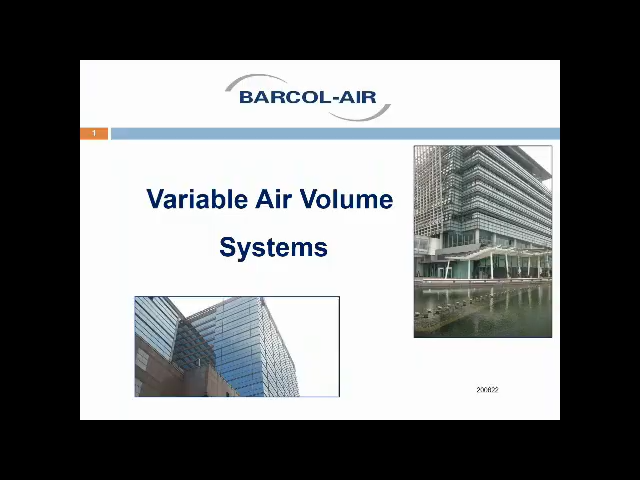 BARCOL-AIR
1
Variable Air Volume
Systems
200622